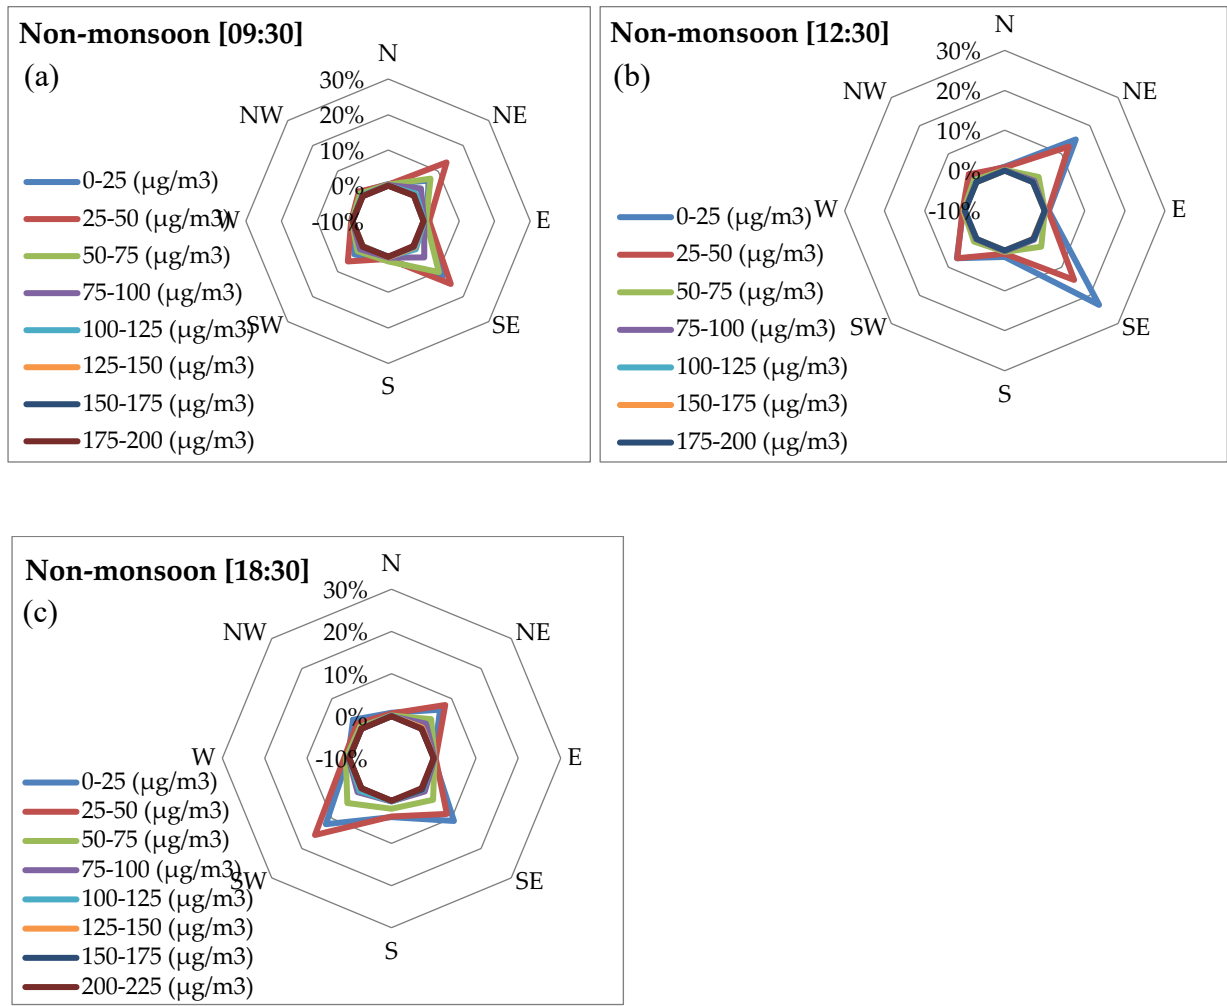 Non-monsoon [09:30]
(a)
N
NE
E
SE
S
SW
W
NW
30%
20%
10%
0%
-10%
0-25 (µg/m3)
25-50 (µg/m3)
50-75 (µg/m3)
75-100 (µg/m3)
100-125 (µg/m3)
125-150 (µg/m3)
150-175 (µg/m3)
175-200 (µg/m3)
Non-monsoon [12:30]
(b)
N
NE
E
SE
S
SW
W
NW
30%
20%
10%
0%
-10%
0-25 (µg/m3)
25-50 (µg/m3)
50-75 (µg/m3)
75-100 (µg/m3)
100-125 (µg/m3)
150-175 (µg/m3)
175-200 (µg/m3)
Non-monsoon [18:30]
(c)
N
NE
E
SE
S
SW
W
NW
30%
20%
10%
0%
-10%
0-25 (µg/m3)
25-50 (µg/m3)
50-75 (µg/m3)
75-100 (µg/m3)
100-125 (µg/m3)
125-150 (µg/m3)
150-175 (µg/m3)
200-225 (µg/m3)